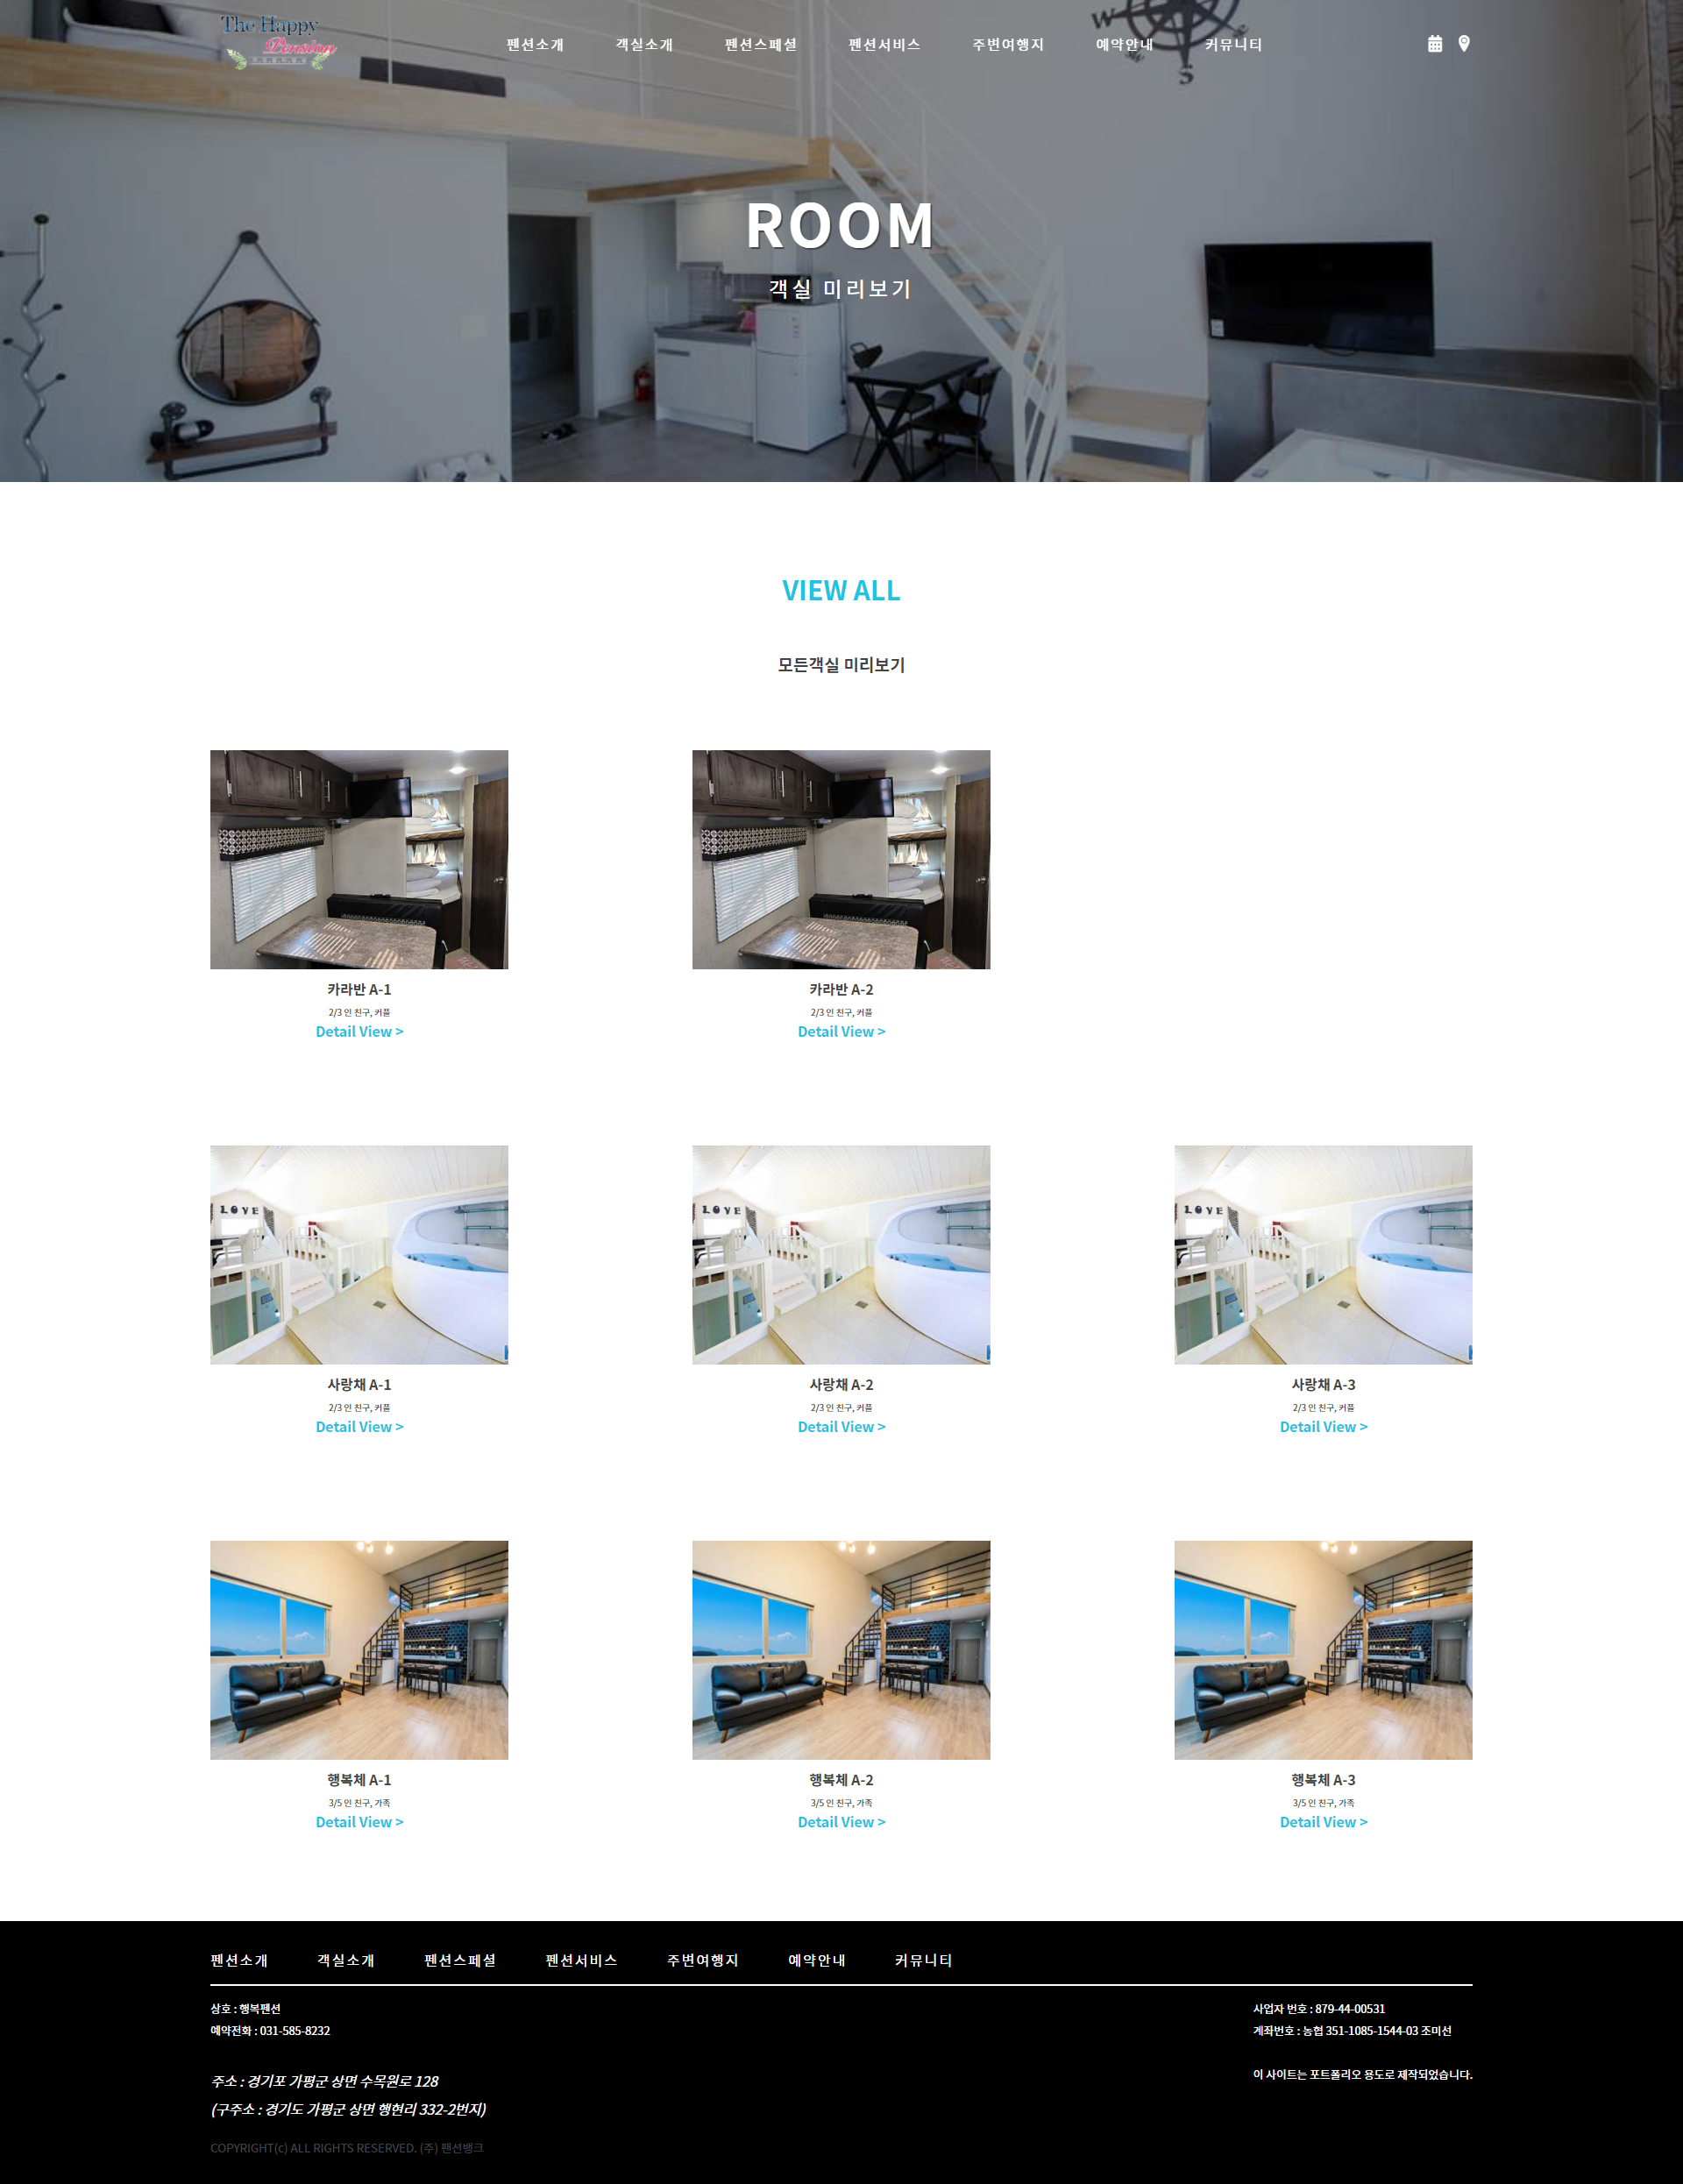 The Happy
Pension
펜션소개 객실소개 펜션스페셜 펜션서비스 주변여행지 예약안내 커뮤니티
W
S
ROOM
객실 미리보기
VIEW ALL
모든객실 미리보기
카라반 A-1
2/3 인 친구, 커플
Detail View >
카라반 A-2
2/3 인 친구, 커플
Detail View >
LOVE
사랑채 A-1
2/3 인 친구, 커플
Detail View >
LOVE
사랑채 A-2
2/3 인 친구, 커플
Detail View >
LOVE
사랑채 A-3
2/3 인 친구, 커플
Detail View >
행복체 A-1
3/5 인 친구, 가족
Detail View >
행복체 A-2
3/5 인 친구, 가족
Detail View >
행복체 A-3
3/5 인 친구, 가족
Detail View >
펜션소개 객실소개 펜션스페셜 펜션서비스 주변여행지 예약안내 커뮤니티
상호 : 행복펜션
예약전화 : 031-585-8232
주소 : 경기포 가평군 상면 수목원로 128
(구주소 : 경기도 가평군 상면 행현리 332-2번지)
COPYRIGHT(c) ALL RIGHTS RESERVED. (주) 팬션뱅크
사업자 번호 : 879-44-00531
계좌번호 : 농협 351-1085-1544-03 조미선
이 사이트는 포트폴리오 용도로 제작되었습니다.